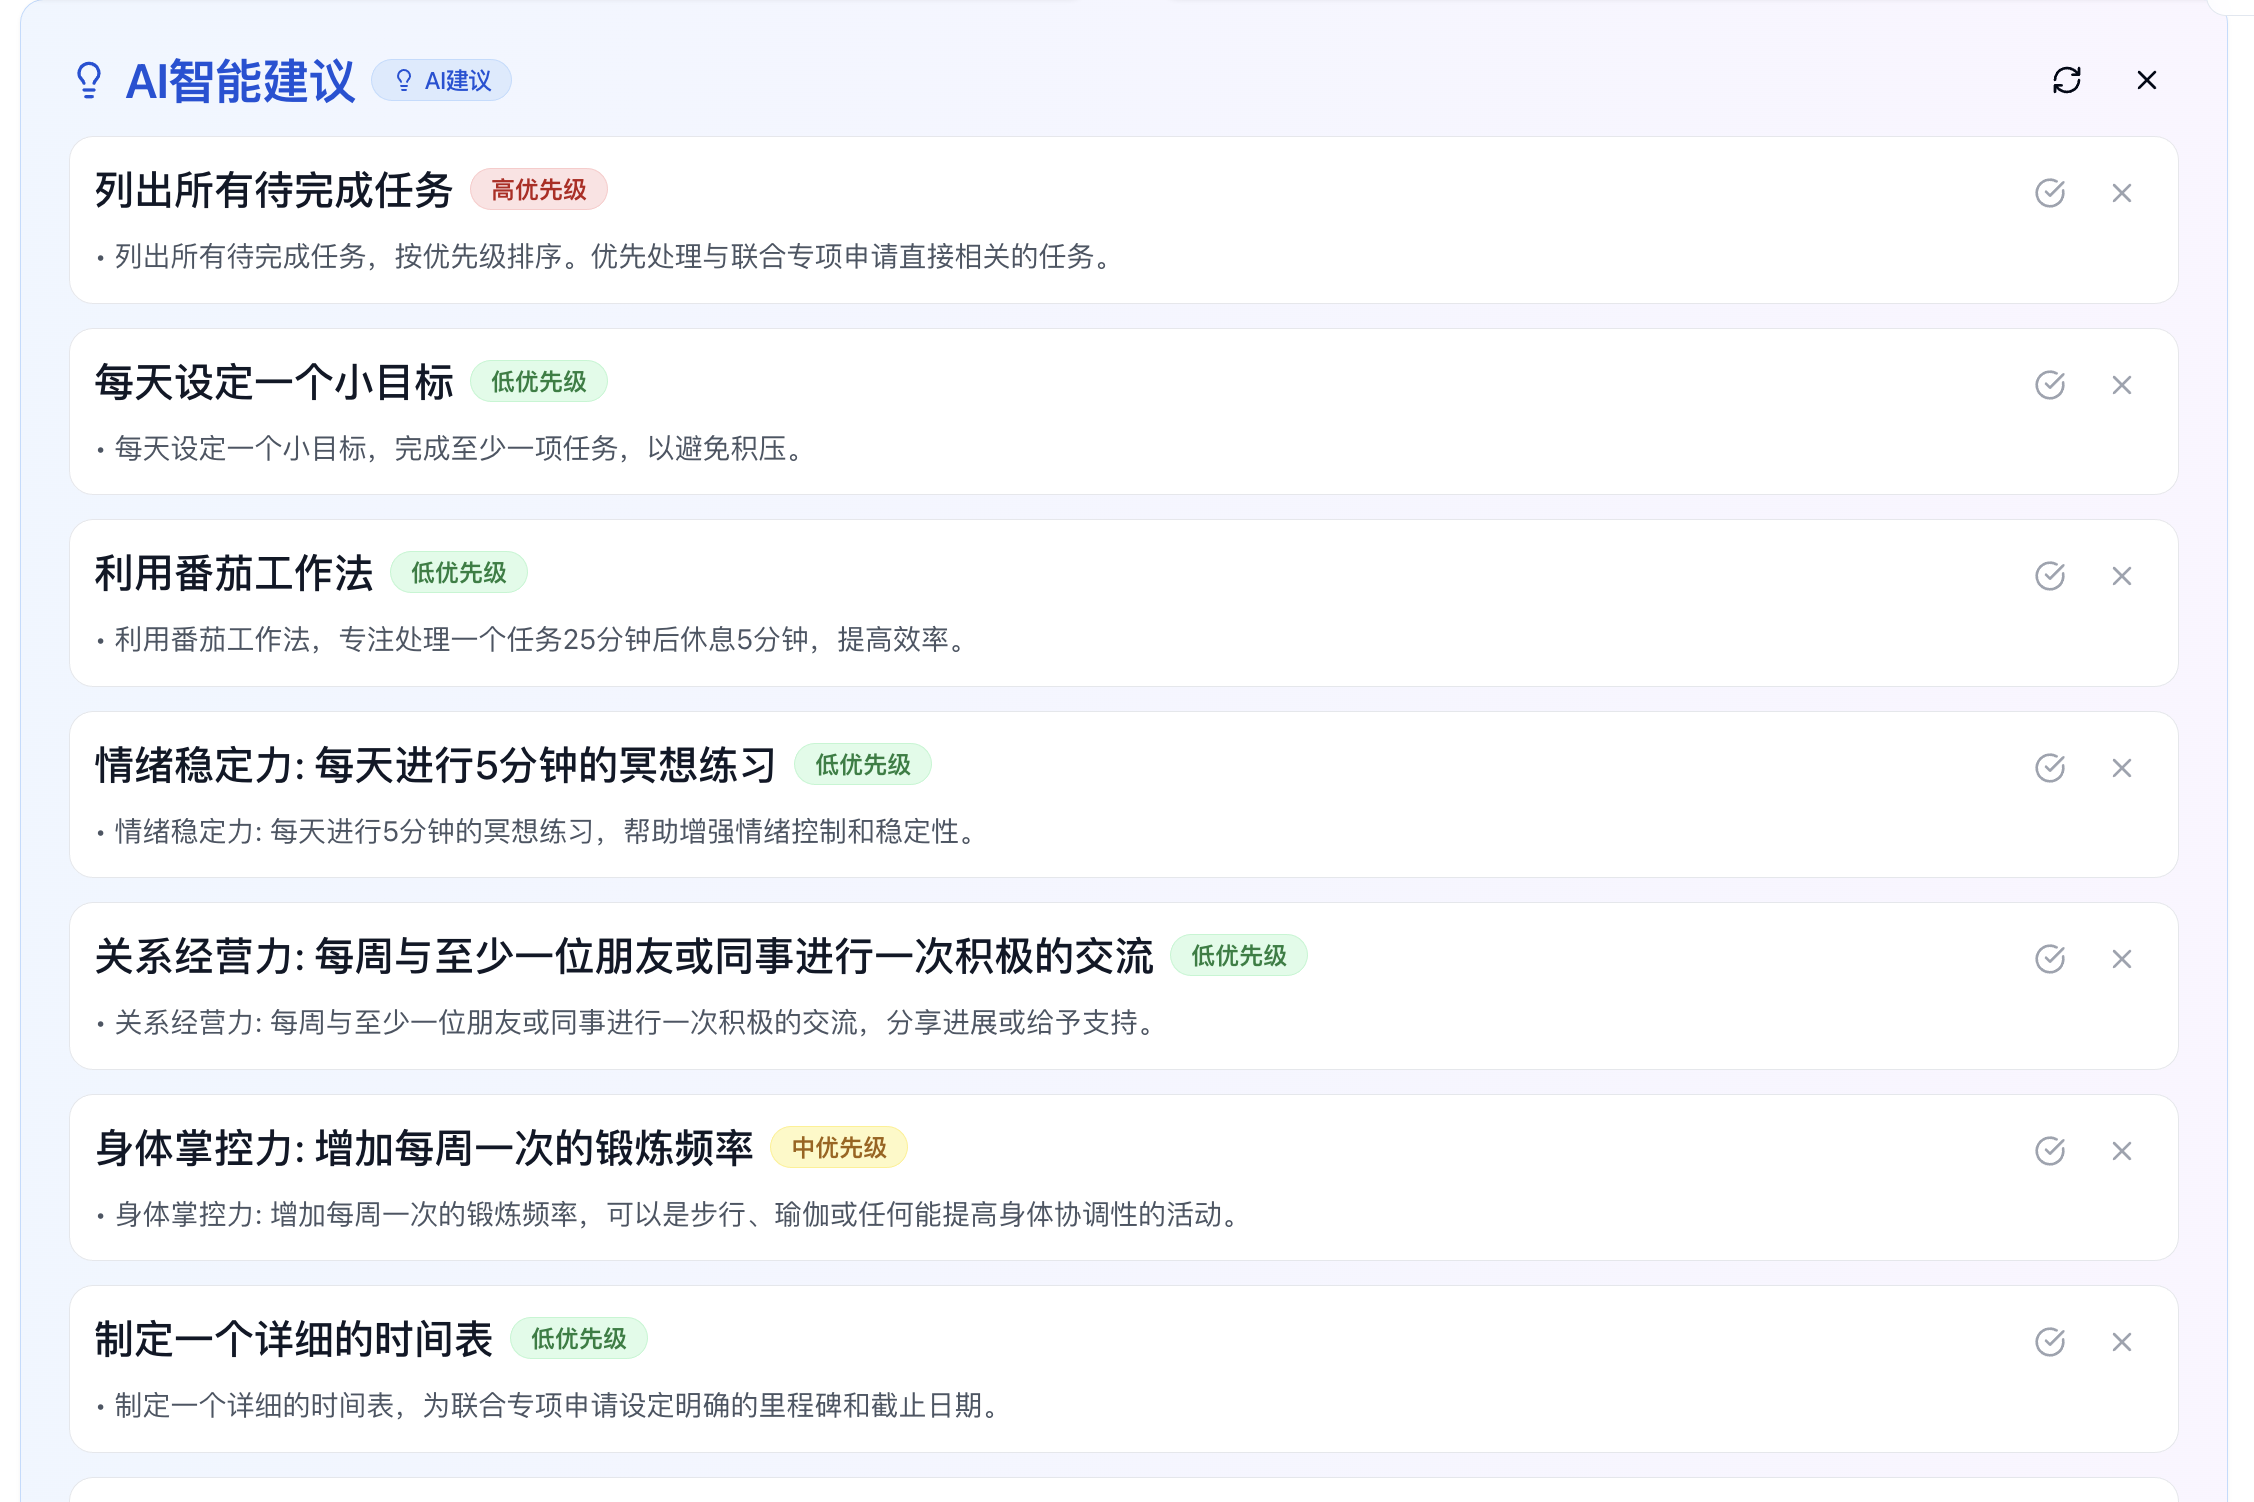 AI智能建议 AI建议
列出所有待完成任务 高优先级
• 列出所有待完成任务，按优先级排序。优先处理与联合专项申请直接相关的任务。
每天设定一个小目标 低优先级
• 每天设定一个小目标，完成至少一项任务，以避免积压。
利用番茄工作法 低优先级
• 利用番茄工作法，专注处理一个任务25分钟后休息5分钟，提高效率。
情绪稳定力: 每天进行5分钟的冥想练习 低优先级
• 情绪稳定力: 每天进行5分钟的冥想练习，帮助增强情绪控制和稳定性。
关系经营力: 每周与至少一位朋友或同事进行一次积极的交流 低优先级
• 关系经营力: 每周与至少一位朋友或同事进行一次积极的交流，分享进展或给予支持。
身体掌控力: 增加每周一次的锻炼频率 中优先级
• 身体掌控力: 增加每周一次的锻炼频率，可以是步行、瑜伽或任何能提高身体协调性的活动。
制定一个详细的时间表 低优先级
• 制定一个详细的时间表，为联合专项申请设定明确的里程碑和截止日期。